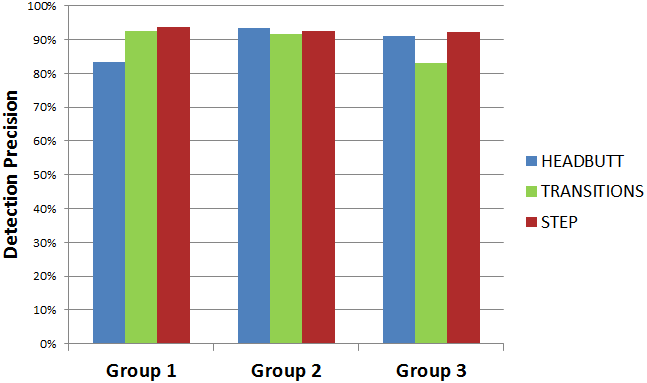 Detection Precision
100%
90%
80%
70%
60%
50%
40%
30%
20%
10%
0%
Group 1
Group 2
Group 3
HEADBUTT
TRANSITIONS
STEP